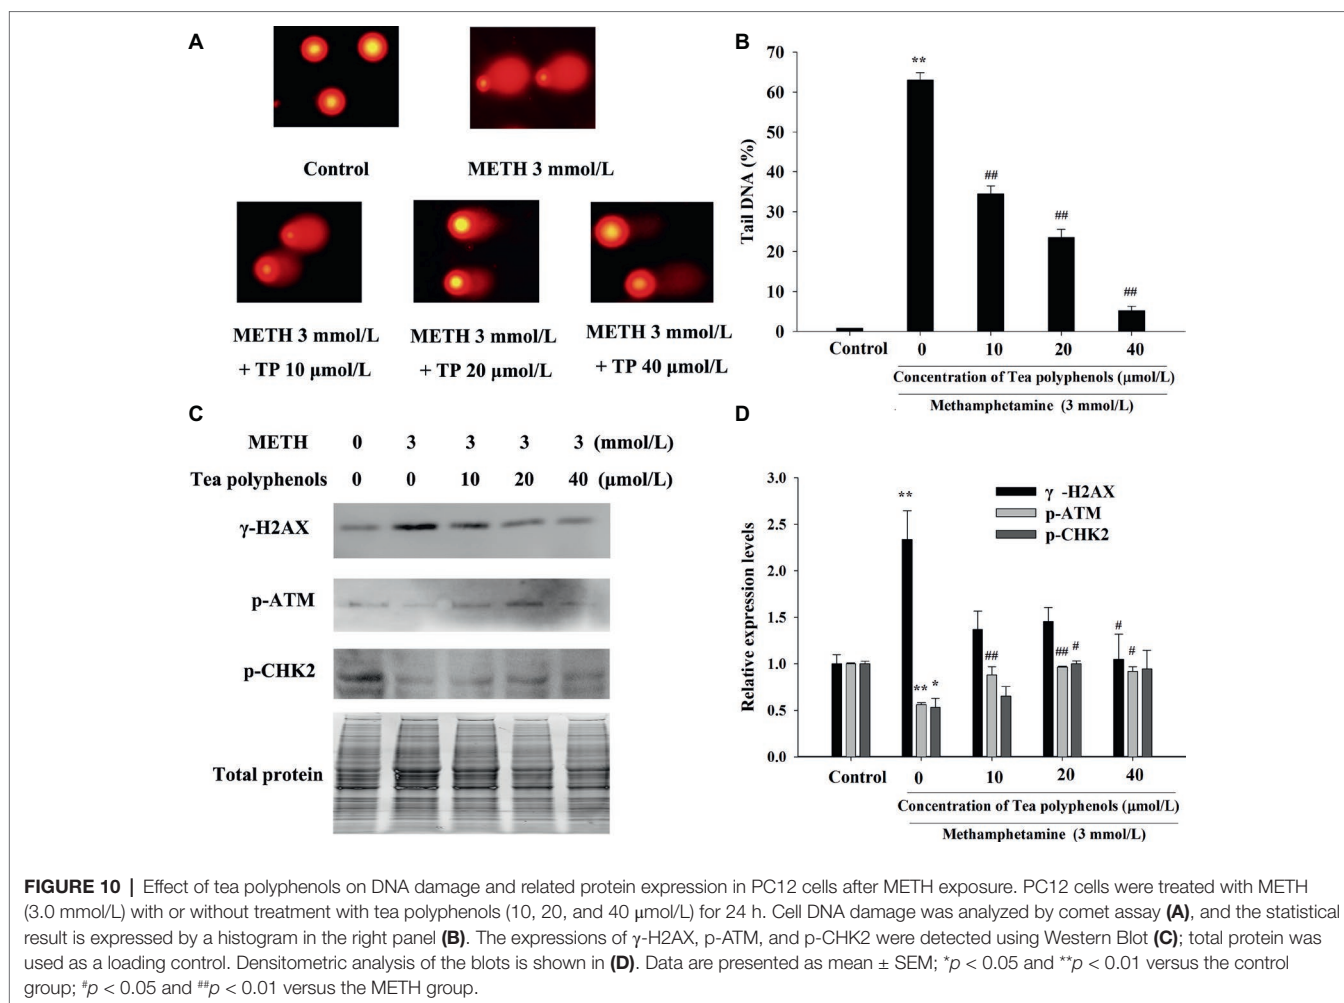 A
Control
METH 3 mmol/L
METH 3 mmol/L
+ TP 10 μmol/L
METH 3 mmol/L
+ TP 20 μmol/L
METH 3 mmol/L
+ TP 40 μmol/L
B
Tail DNA (%)
70
60
50
40
30
20
10
0
**
##
##
##
Control 0 10 20 40
Concentration of Tea polyphenols (μmol/L)
Methamphetamine (3 mmol/L)
C
METH 0 3 3 3 3 (mmol/L)
Tea polyphenols 0 0 10 20 40 (μmol/L)
γ-H2AX
p-ATM
p-CHK2
Total protein
D
Relative expression levels
3.0
2.5
2.0
1.5
1.0
0.5
0.0
γ -H2AX
p-ATM
p-CHK2
**
** *
##
## #
#
#
Control 0 10 20 40
Concentration of Tea polyphenols (μmol/L)
Methamphetamine (3 mmol/L)
FIGURE 10 | Effect of tea polyphenols on DNA damage and related protein expression in PC12 cells after METH exposure. PC12 cells were treated with METH
(3.0 mmol/L) with or without treatment with tea polyphenols (10, 20, and 40 μmol/L) for 24 h. Cell DNA damage was analyzed by comet assay (A), and the statistical
result is expressed by a histogram in the right panel (B). The expressions of γ-H2AX, p-ATM, and p-CHK2 were detected using Western Blot (C); total protein was
used as a loading control. Densitometric analysis of the blots is shown in (D). Data are presented as mean ± SEM; *p < 0.05 and **p < 0.01 versus the control
group; #p < 0.05 and ##p < 0.01 versus the METH group.